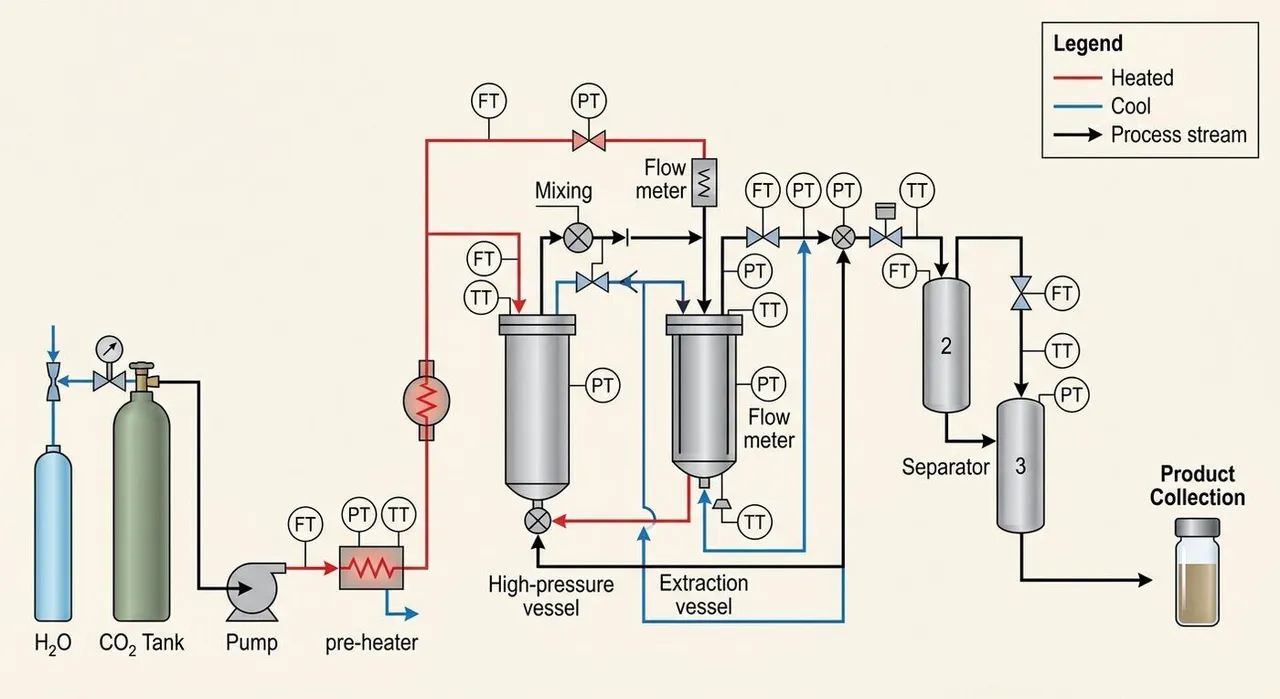 Legend
Heated
Cool
Process stream
FT
PT
Flow
meter
Mixing
FT
PT
PT
TT
FT
TT
PT
TT
FT
FT
TT
PT
PT
PT
Flow
meter
2
3
Separator
TT
FT
PT
TT
High-pressure
vessel
Extraction
vessel
Product
Collection
H₂O
CO₂ Tank
Pump
pre-heater